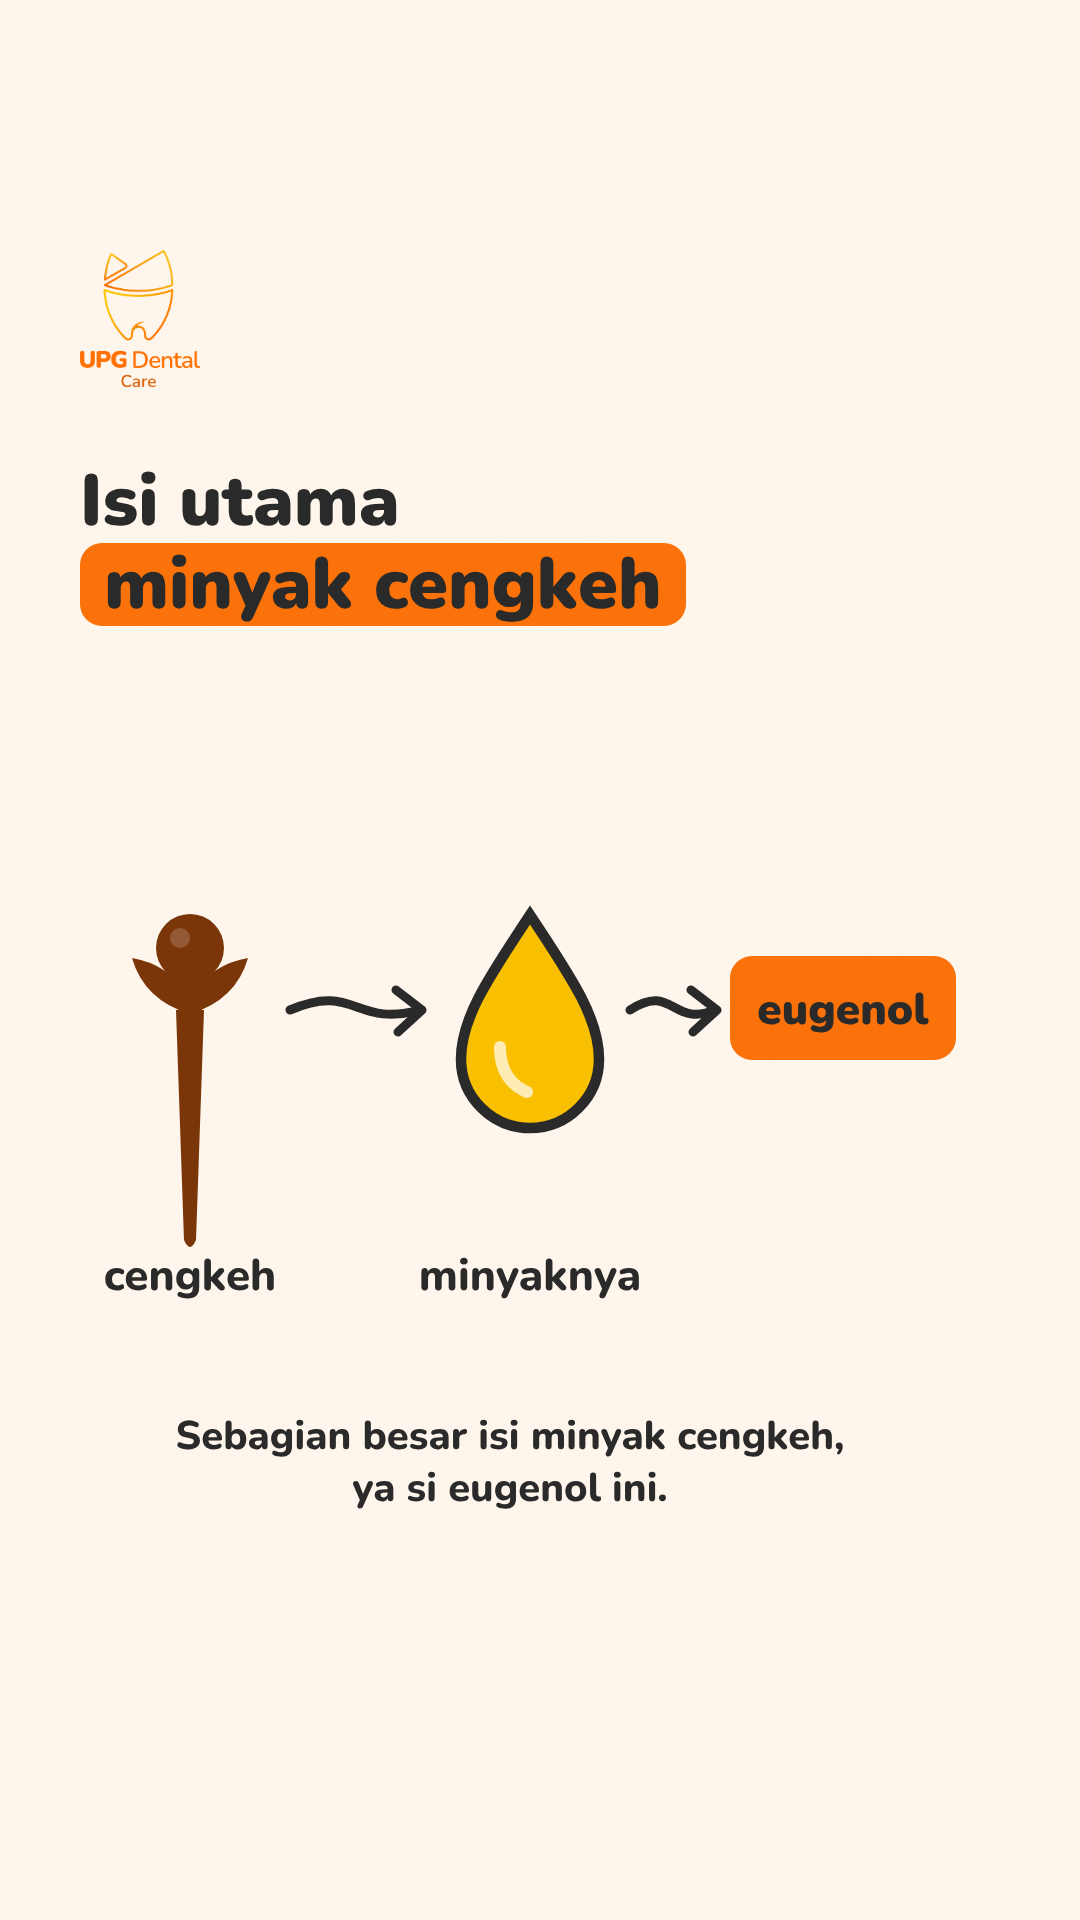 UPG Dental
Care
Isi utama
minyak cengkeh
eugenol
cengkeh
minyaknya
Sebagian besar isi minyak cengkeh,
ya si eugenol ini.